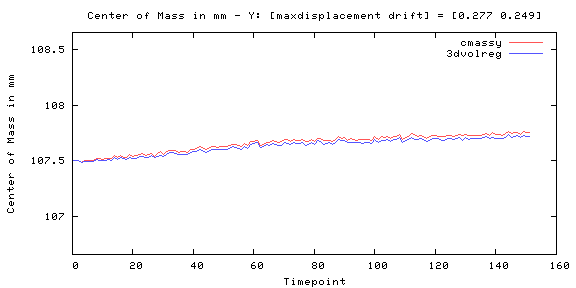 Center of Mass in mm - Y: [maxdisplacement drift] = [0.277 0.249]
cmassy
3dvolreg
108.5
108
107.5
107
Center of Mass in mm
0 20 40 60 80 100 120 140 160
Timepoint